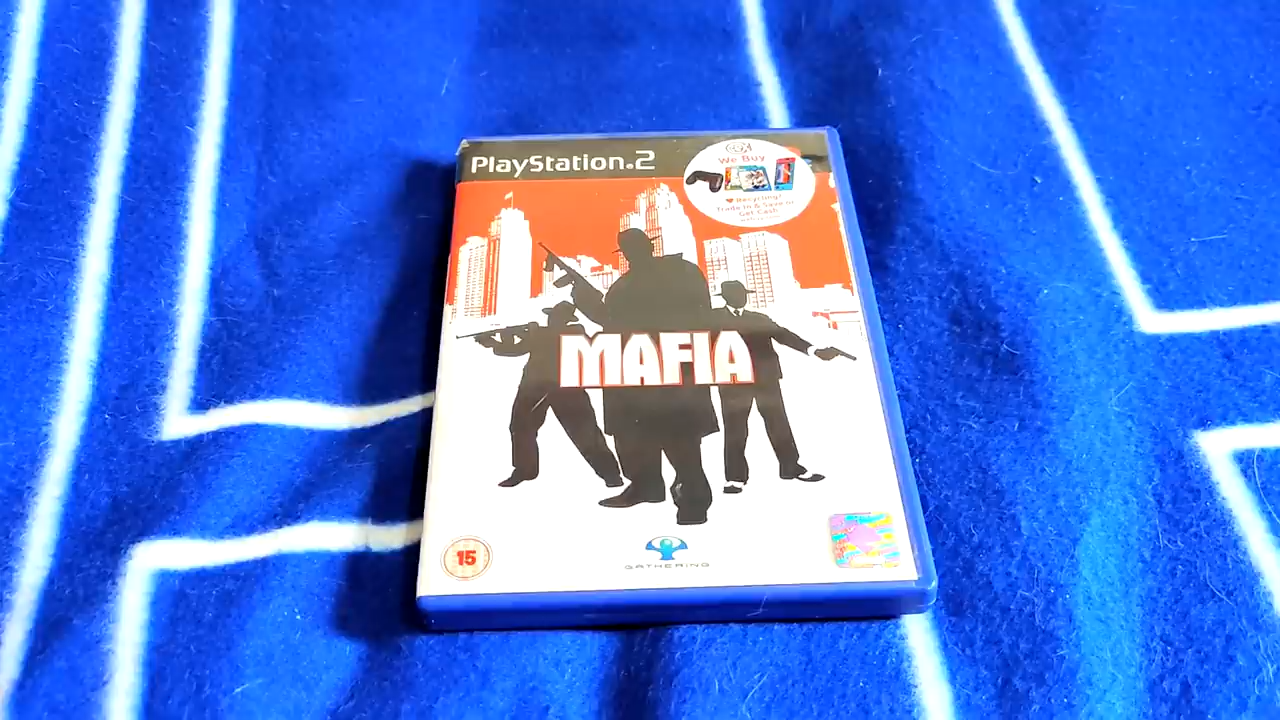 PlayStation.2
We Buy
♥ Recycling?
Trade In & Save or
Get Cash
MAFIA
15
GATHERING